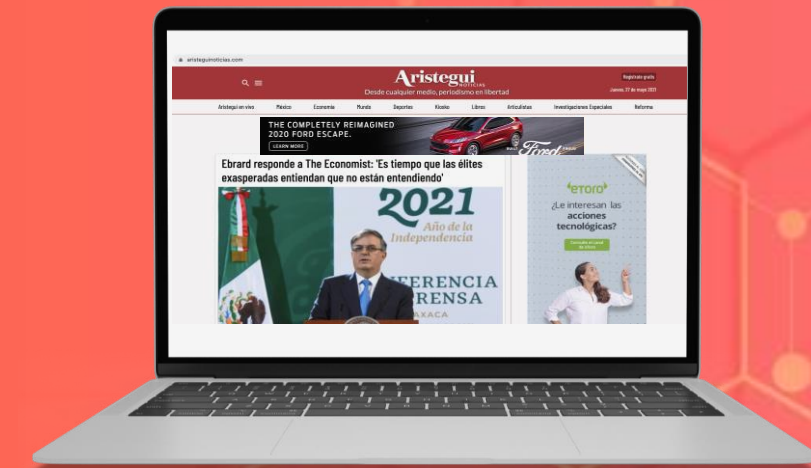 aristeguinoticias.com
Aristegui
NOTICIAS
Desde cualquier medio, periodismo en libertad
Regístrate gratis
Jueves, 27 de mayo 2021
Aristegui en vivo México Economía Mundo Deportes Kiosko Libros Articulistas Investigaciones Especiales Reforma
THE COMPLETELY REIMAGINED
2020 FORD ESCAPE.
LEARN MORE
Ford
Ebrard responde a The Economist: 'Es tiempo que las élites
exasperadas entiendan que no están entendiendo'
2021
Año de la
Independencia
FERENCIA
RENSA
AXACA
eToro
¿Le interesan las
acciones
tecnológicas?